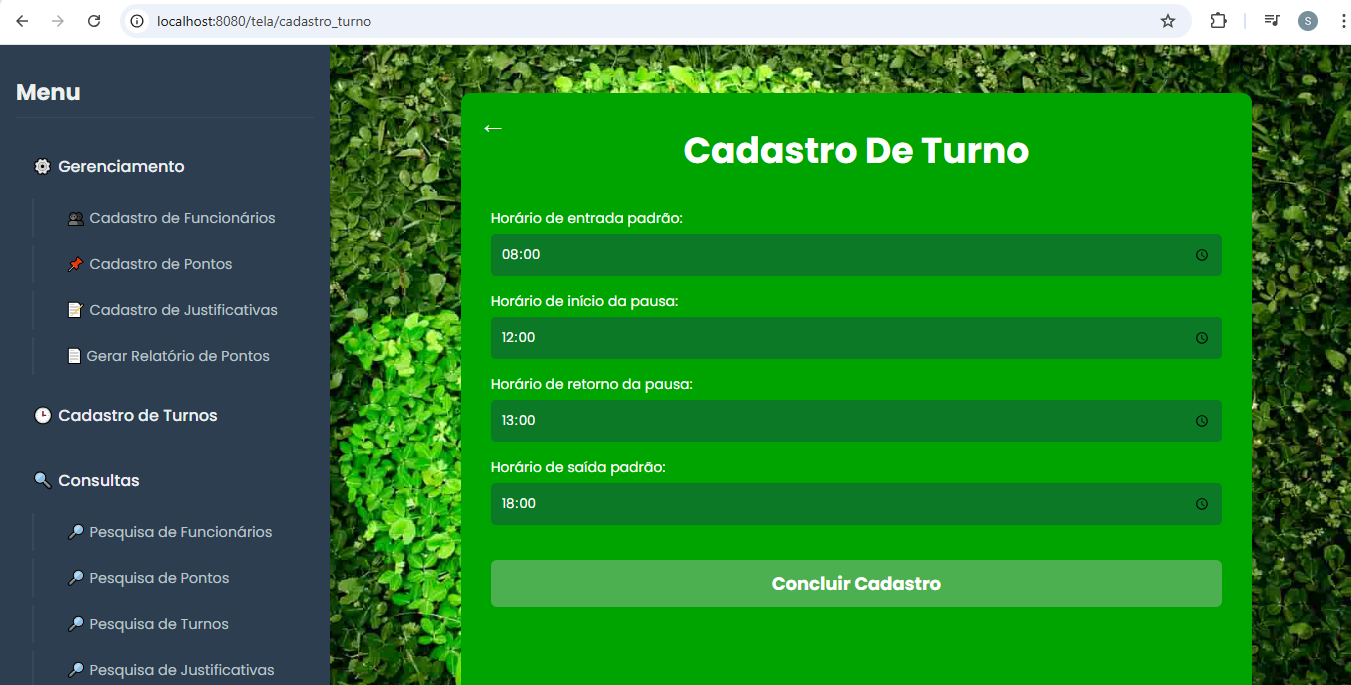 localhost:8080/tela/cadastro_turno
S
Menu
Gerenciamento
Cadastro de Funcionários
Cadastro de Pontos
Cadastro de Justificativas
Gerar Relatório de Pontos
Cadastro de Turnos
Consultas
Pesquisa de Funcionários
Pesquisa de Pontos
Pesquisa de Turnos
Pesquisa de Justificativas
←
Cadastro De Turno
Horário de entrada padrão:
08:00
Horário de início da pausa:
12:00
Horário de retorno da pausa:
13:00
Horário de saída padrão:
18:00
Concluir Cadastro